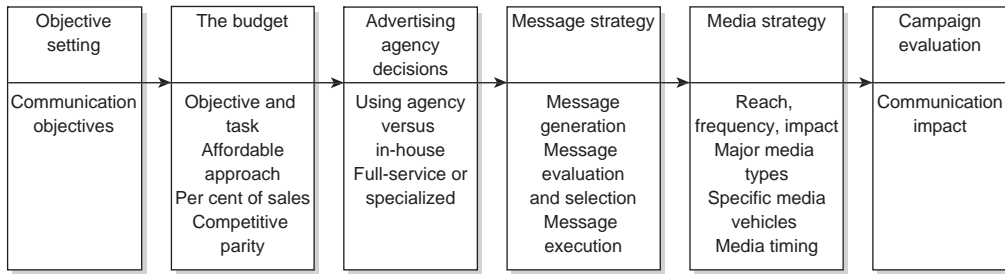 Objective
setting
Communication
objectives
The budget
Objective and
task
Affordable
approach
Per cent of sales
Competitive
parity
Advertising
agency
decisions
Using agency
versus
in-house
Full-service or
specialized
Message strategy
Message
generation
Message
evaluation
and selection
Message
execution
Media strategy
Reach,
frequency, impact
Major media
types
Specific media
vehicles
Media timing
Campaign
evaluation
Communication
impact